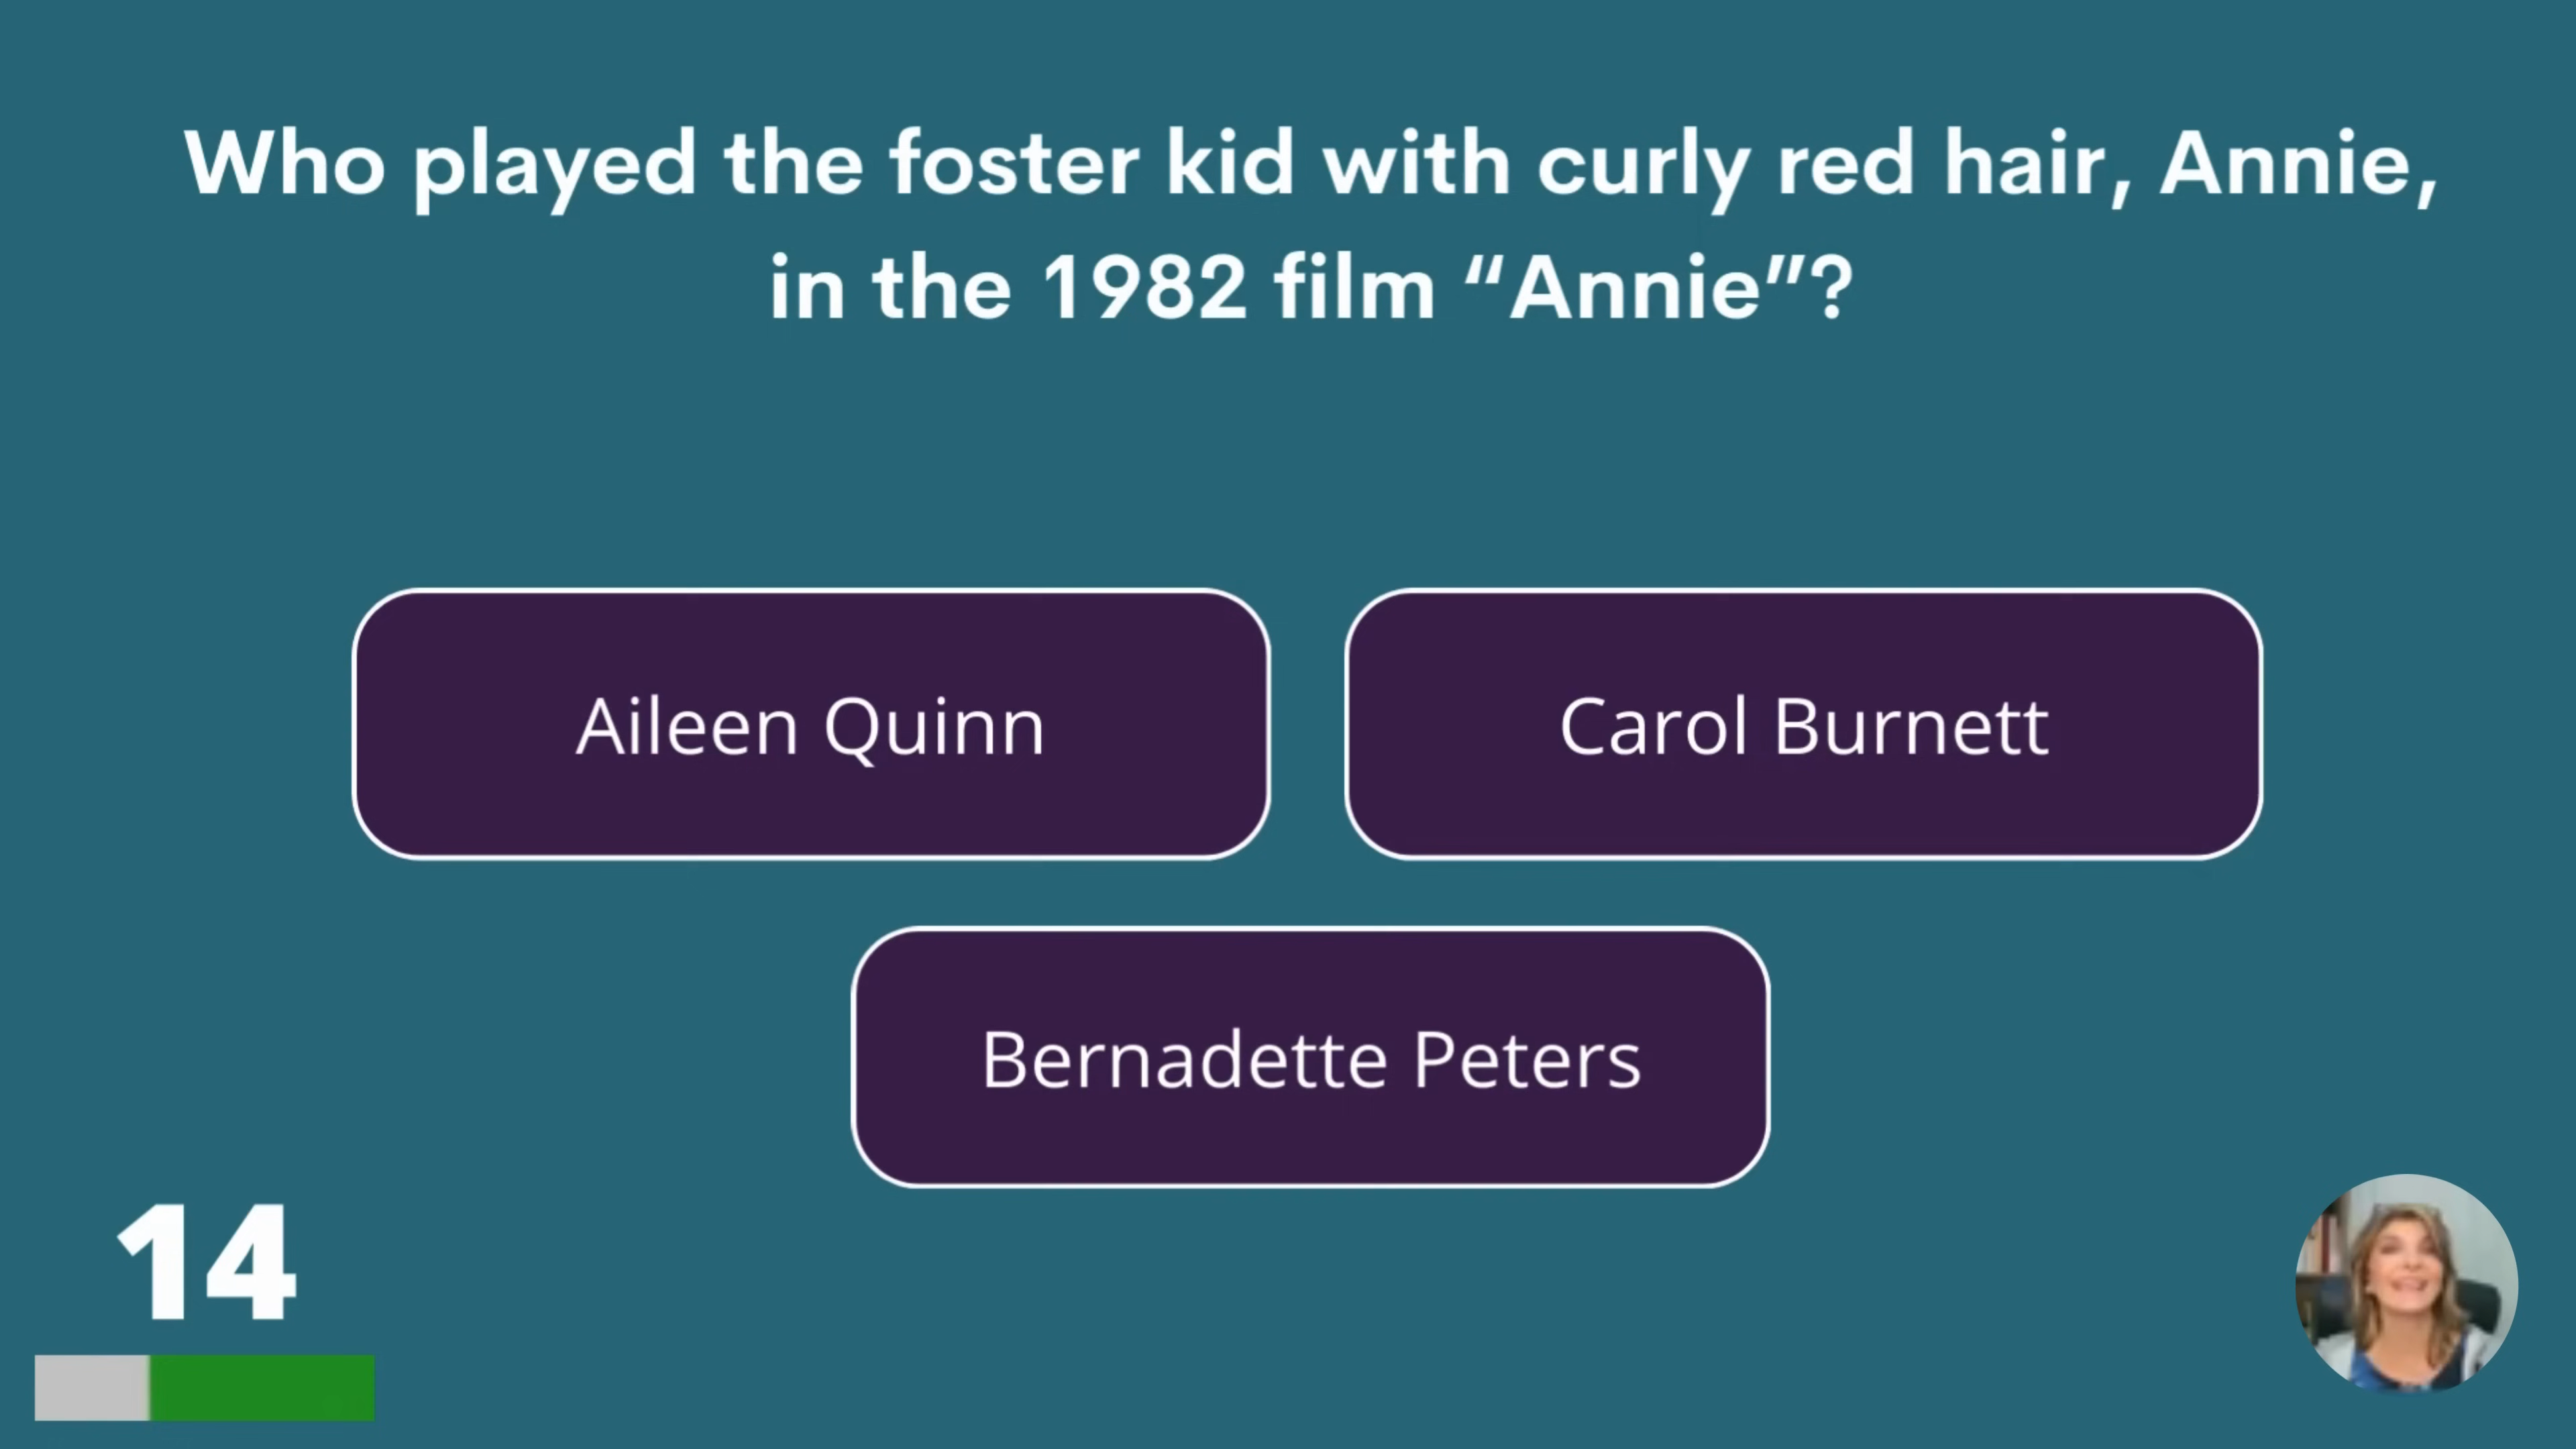 Who played the foster kid with curly red hair, Annie,
in the 1982 film “Annie”?
Aileen Quinn
Carol Burnett
Bernadette Peters
14